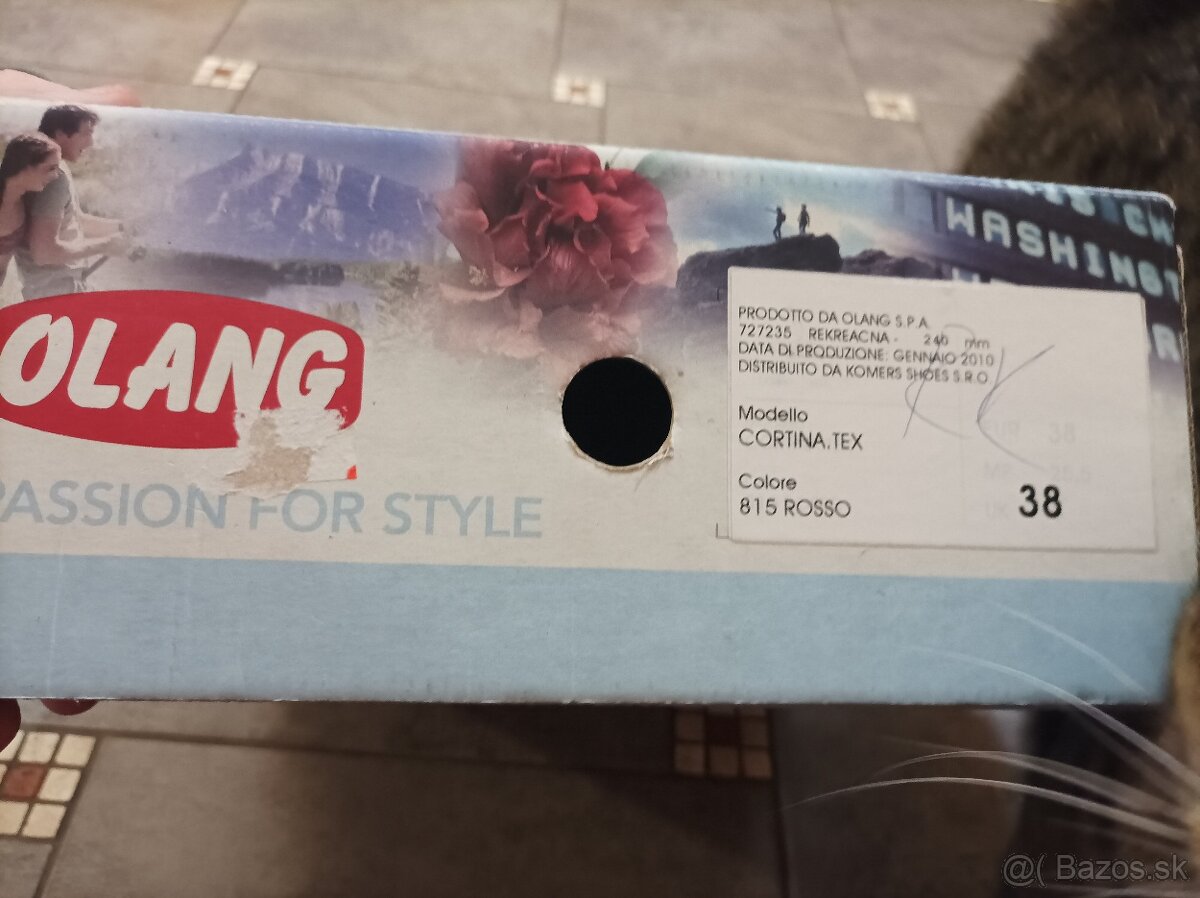 WASHINGT
OLANG
PASSION FOR STYLE
PRODOTTO DA OLANG S.P.A.
727235 REKREACNA - 240 mm
DATA DI PRODUZIONE: GENNAIO 2010
DISTRIBUITO DA KOMERS SHOES S.R.O.
Modello
CORTINA.TEX
Colore
815 ROSSO
38
@( Bazos.sk